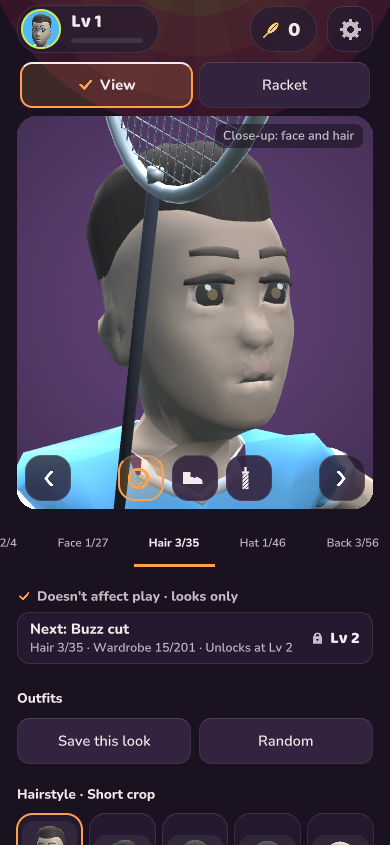 Lv 1
0
View
Racket
Close-up: face and hair
2/4
Face 1/27
Hair 3/35
Hat 1/46
Back 3/56
Doesn't affect play · looks only
Next: Buzz cut
Hair 3/35 · Wardrobe 15/201 · Unlocks at Lv 2
Lv 2
Outfits
Save this look
Random
Hairstyle · Short crop